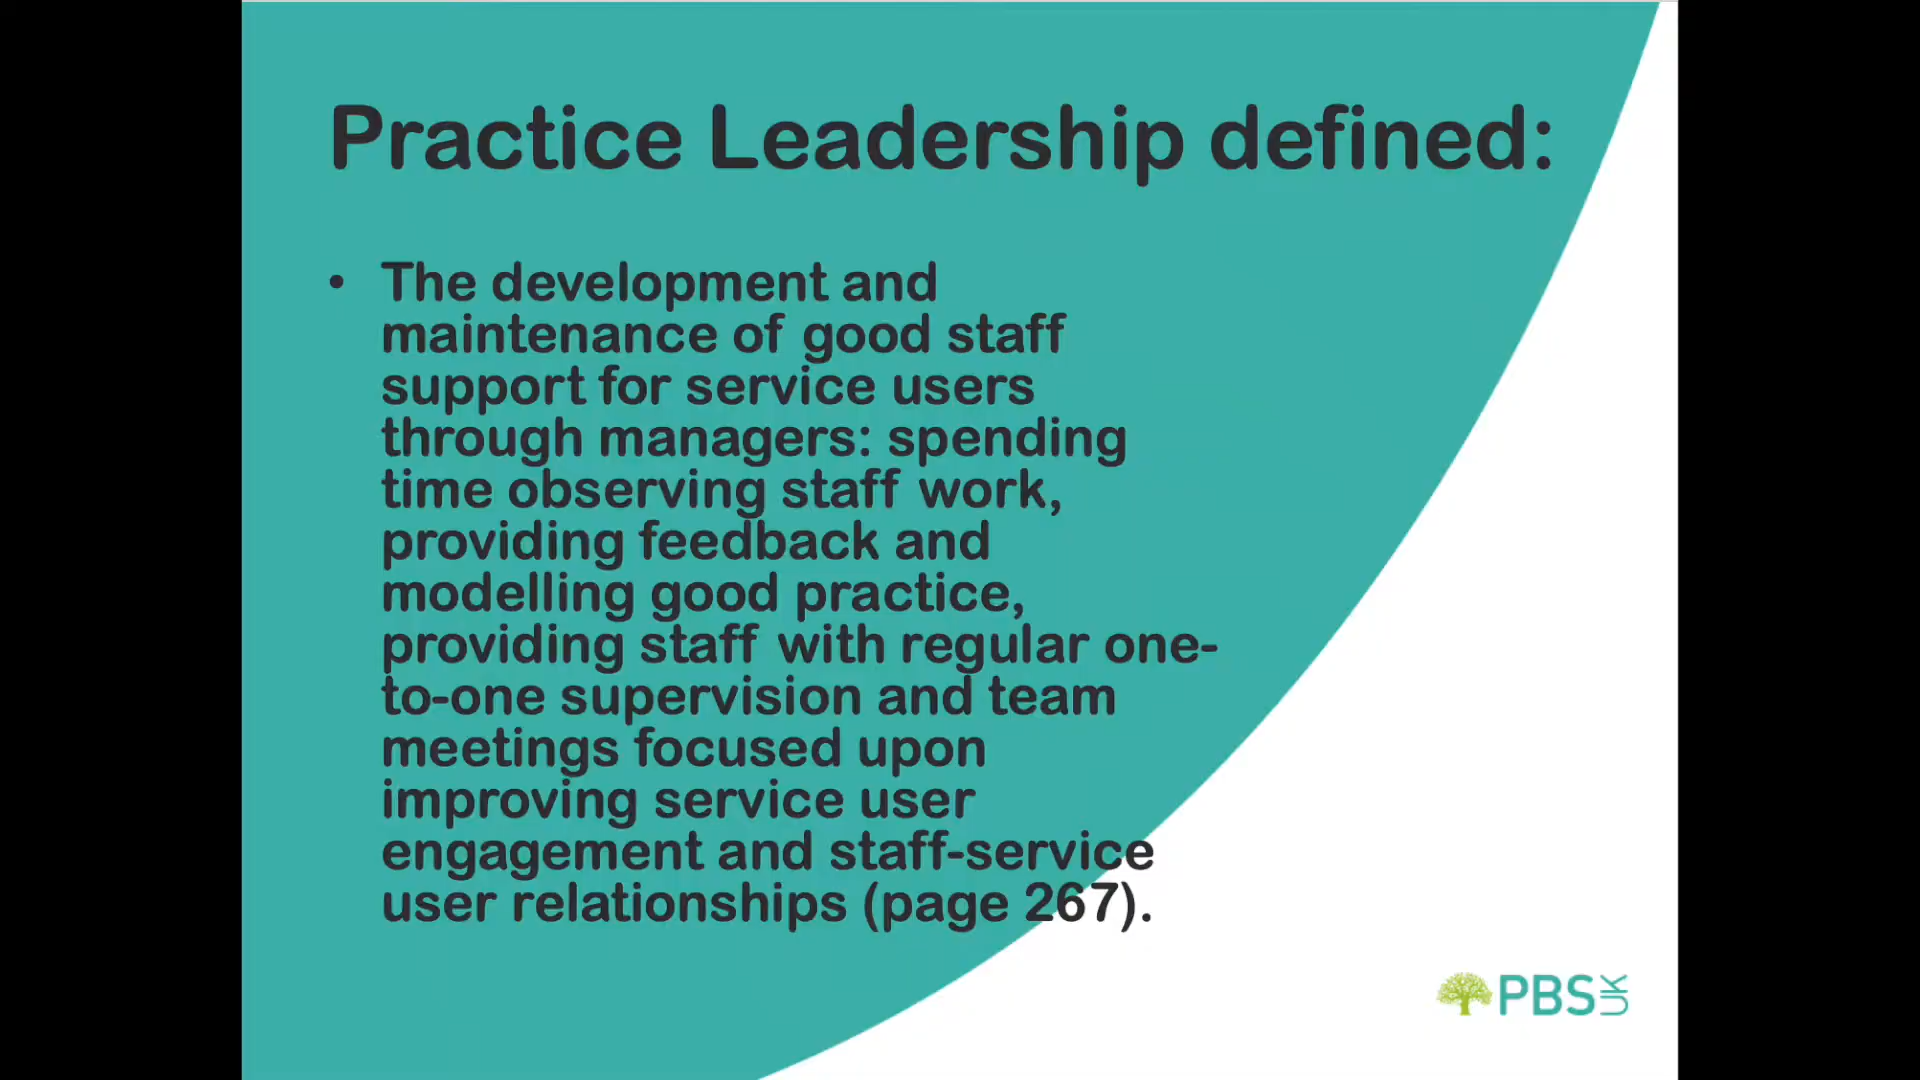 Practice Leadership defined:
• The development and
maintenance of good staff
support for service users
through managers: spending
time observing staff work,
providing feedback and
modelling good practice,
providing staff with regular one-
to-one supervision and team
meetings focused upon
improving service user
engagement and staff-service
user relationships (page 267).
PBS UK